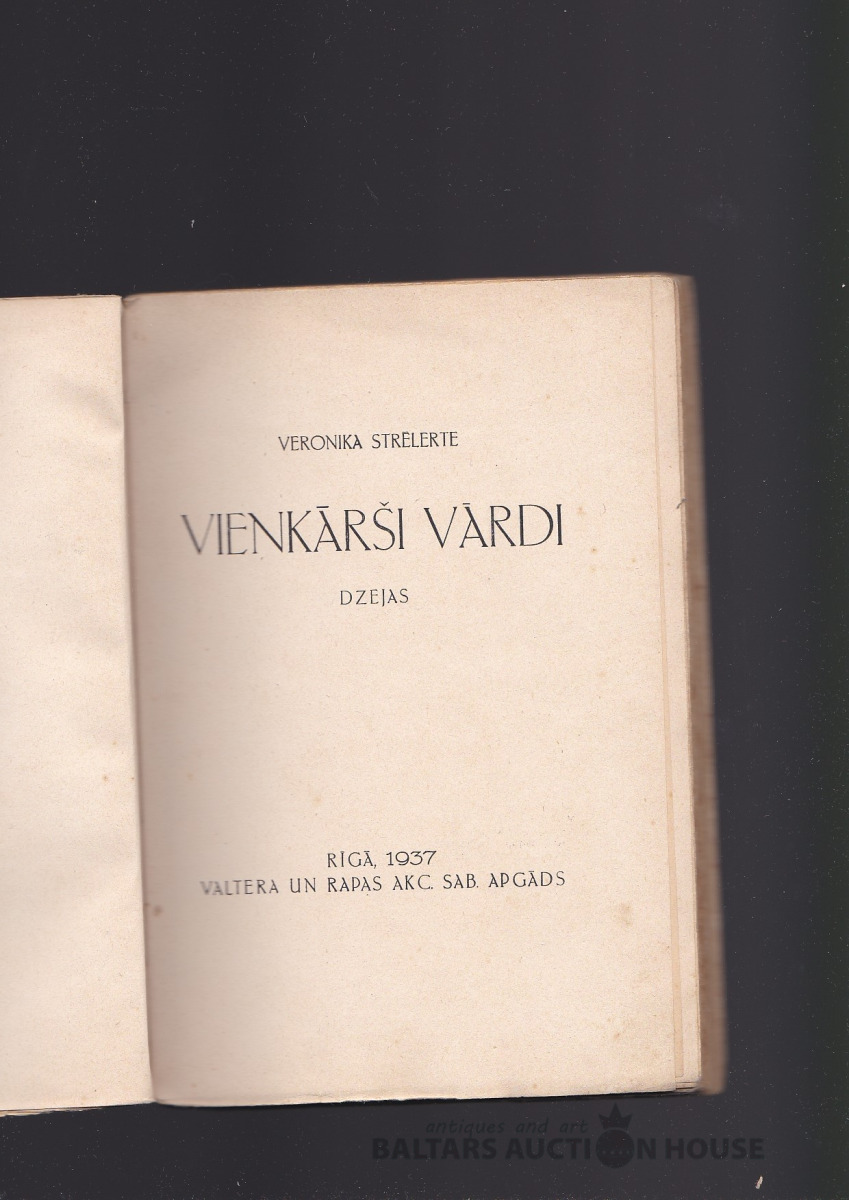 VERONIKA STRĒLERTE
VIENKĀRŠI VĀRDI
DZEJAS
RĪGĀ, 1937
VALTERA UN RAPAS AKC. SAB. APGĀDS
antiques and art
BALTARS AUCTION HOUSE